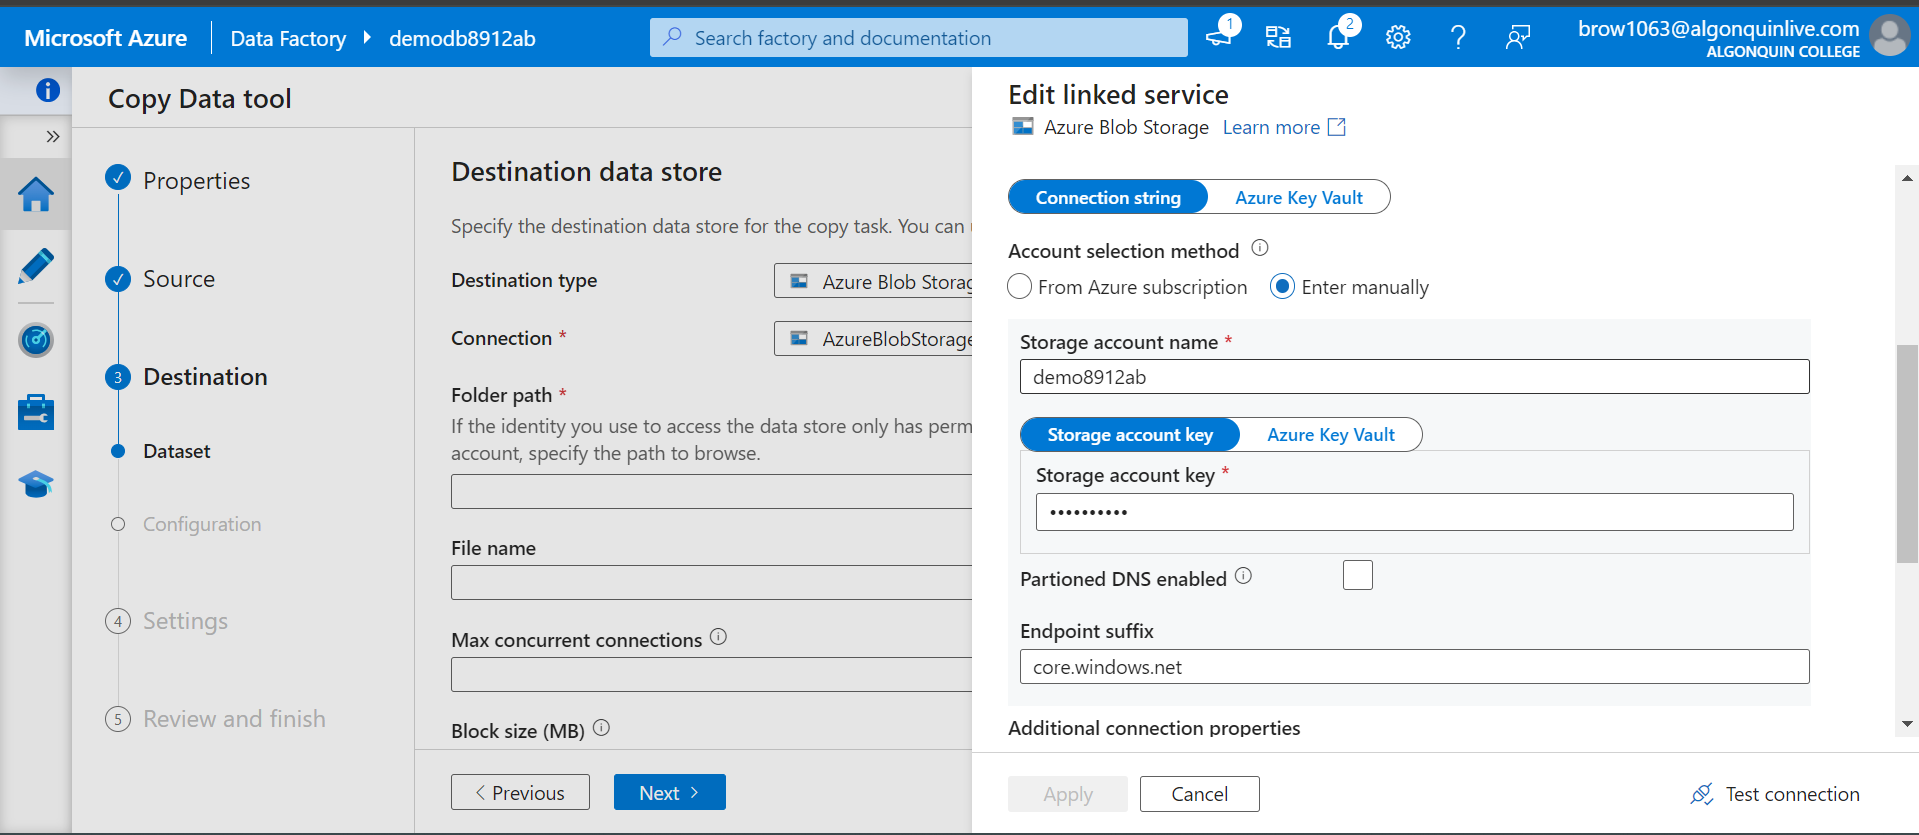 Microsoft Azure
Data Factory
demodb8912ab
Search factory and documentation
1
2
brow1063@algonquinlive.com
ALGONQUIN COLLEGE
Copy Data tool
Properties
Source
3 Destination
Dataset
Configuration
4 Settings
5 Review and finish
Destination data store
Specify the destination data store for the copy task. You can
Destination type
Azure Blob Storag
Connection *
AzureBlobStorage
Folder path *
If the identity you use to access the data store only has perm
account, specify the path to browse.
File name
Max concurrent connections
Block size (MB)
Previous
Next
Edit linked service
Azure Blob Storage Learn more
Connection string
Azure Key Vault
Account selection method
From Azure subscription
Enter manually
Storage account name *
demo8912ab
Storage account key
Azure Key Vault
Storage account key *
••••••••••
Partioned DNS enabled
Endpoint suffix
core.windows.net
Additional connection properties
Apply
Cancel
Test connection